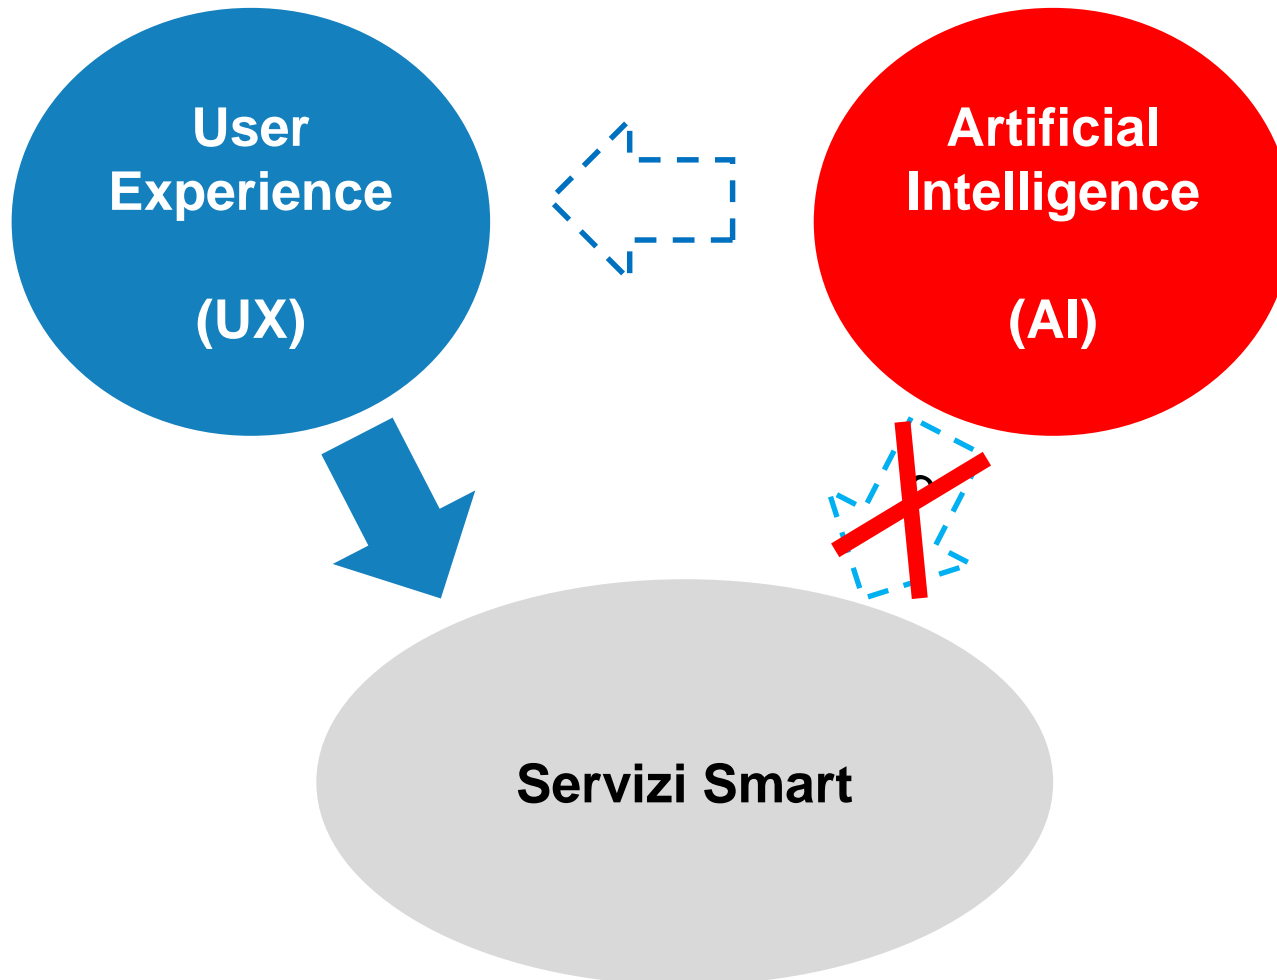 User
Experience
(UX)
Artificial
Intelligence
(AI)
Servizi Smart